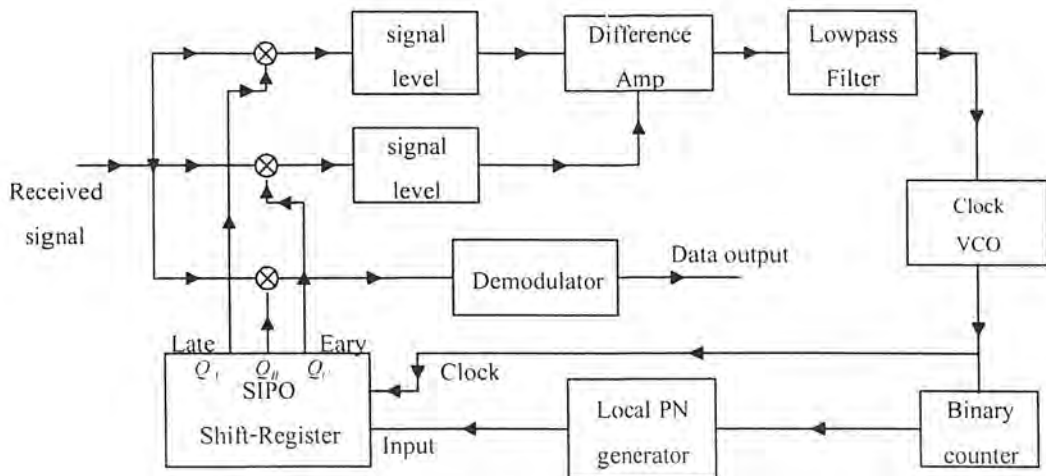 signal
level
Difference
Amp
Lowpass
Filter
signal
level
Received
signal
Clock
VCO
Demodulator
Data output
Late
Eary
SIPO
Shift-Register
Clock
Input
Local PN
generator
Binary
counter